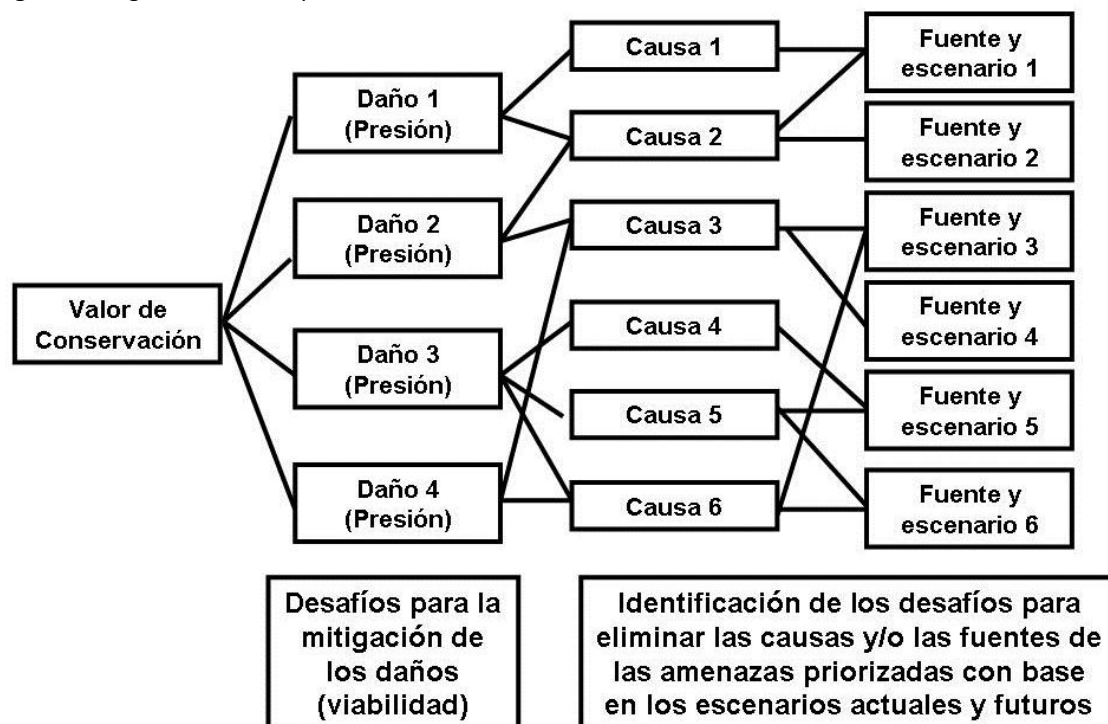 Valor de
Conservación
Daño 1
(Presión)
Daño 2
(Presión)
Daño 3
(Presión)
Daño 4
(Presión)
Causa 1
Causa 2
Causa 3
Causa 4
Causa 5
Causa 6
Fuente y
escenario 1
Fuente y
escenario 2
Fuente y
escenario 3
Fuente y
escenario 4
Fuente y
escenario 5
Fuente y
escenario 6
Desafíos para la
mitigación de
los daños
(viabilidad)
Identificación de los desafíos para
eliminar las causas y/o las fuentes de
las amenazas priorizadas con base
en los escenarios actuales y futuros